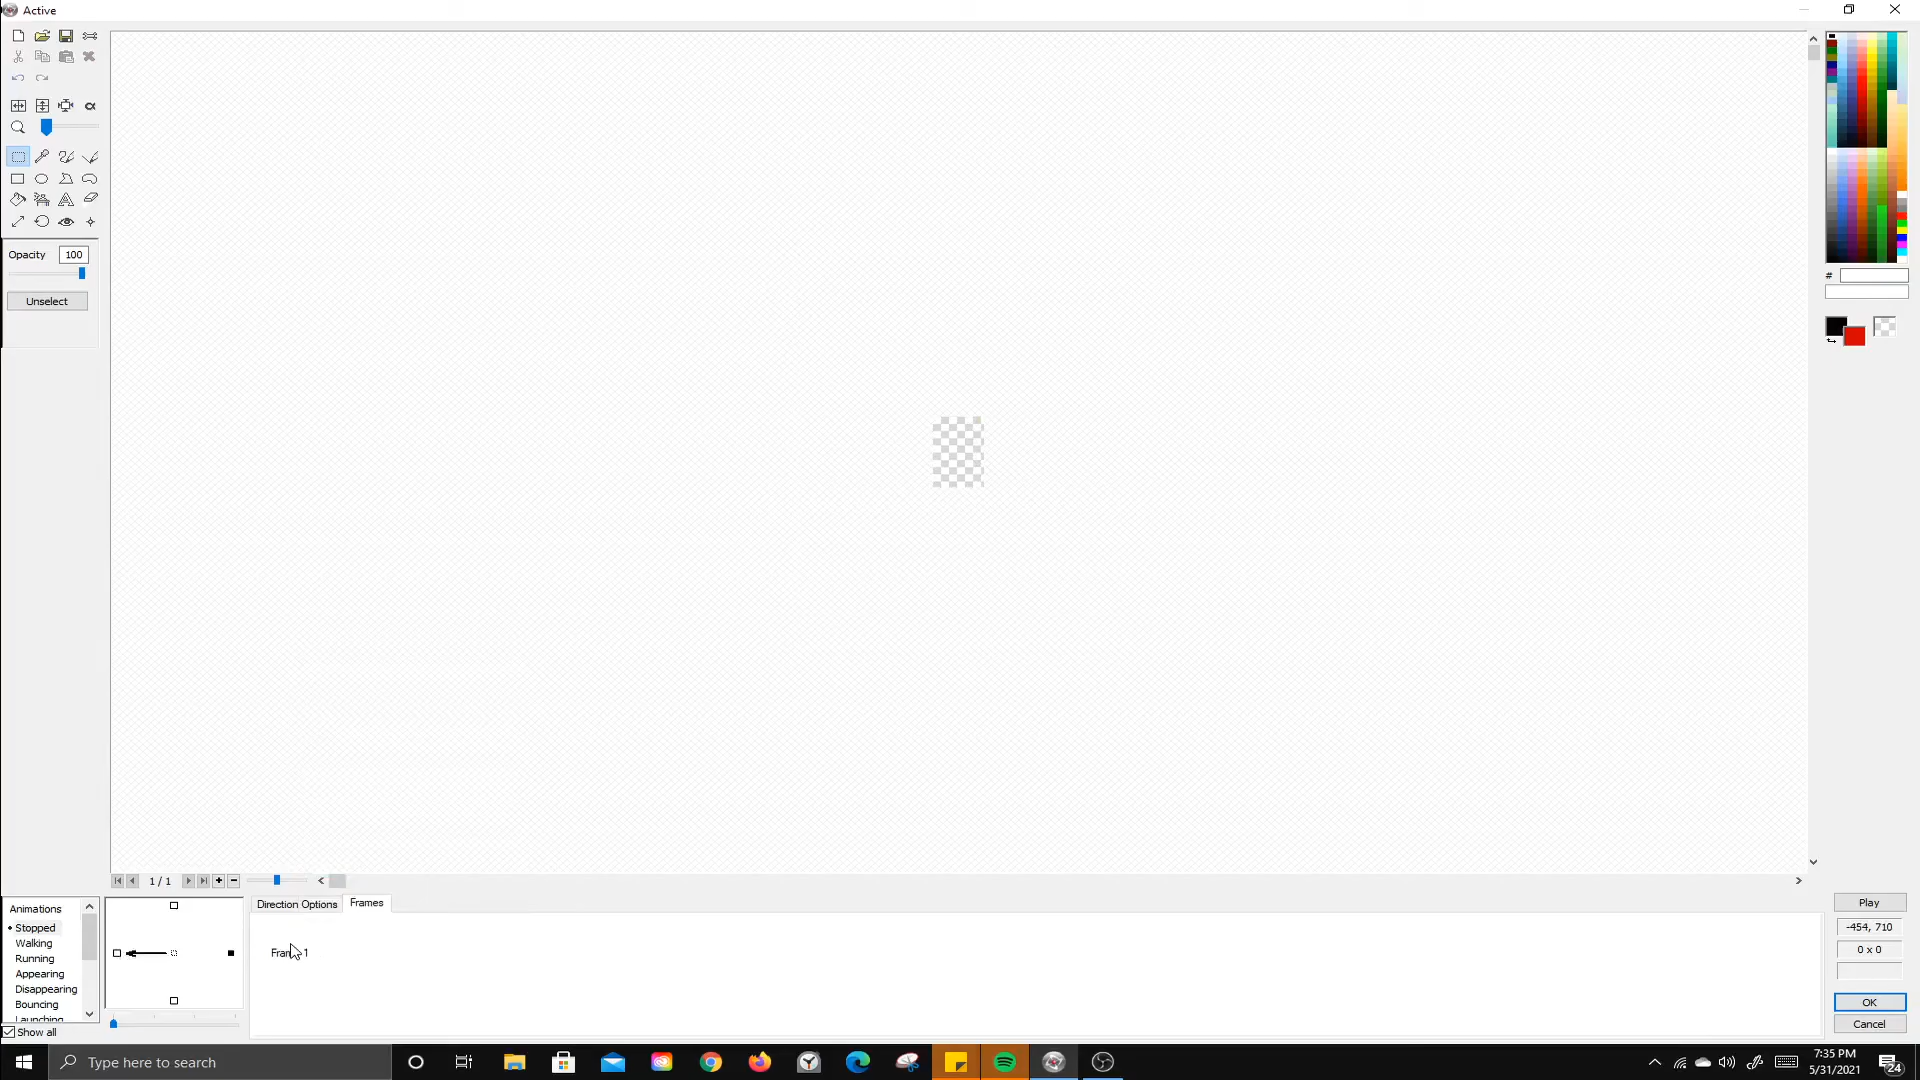 Active
Opacity 100
Unselect
#
1 / 1
Animations
Stopped
Walking
Running
Appearing
Disappearing
Bouncing
Launching
Show all
Direction Options
Frames
Frame 1
Play
-454, 710
0 x 0
OK
Cancel
Type here to search
7:35 PM
5/31/2021
24